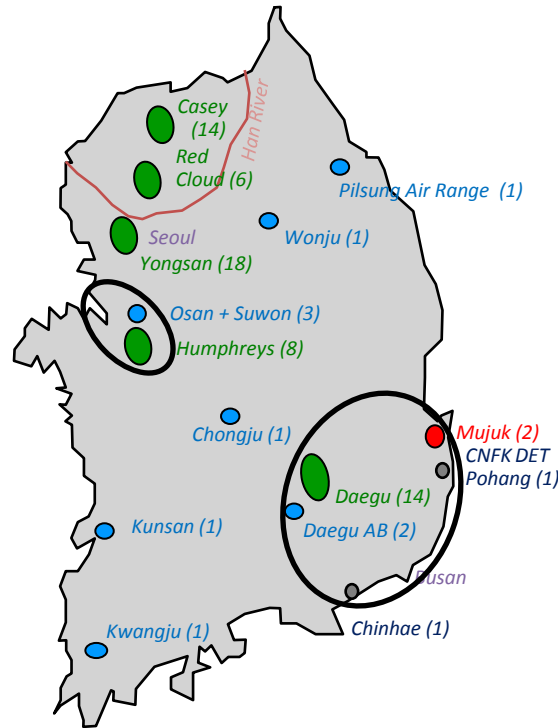 Casey
(14)
Han River
Red
Cloud (6)
Pilsung Air Range (1)
Seoul
Wonju (1)
Yongsan (18)
Osan + Suwon (3)
Humphreys (8)
Chongju (1)
Mujuk (2)
CNFK DET
Pohang (1)
Daegu (14)
Kunsan (1)
Daegu AB (2)
Busan
Chinhae (1)
Kwangju (1)